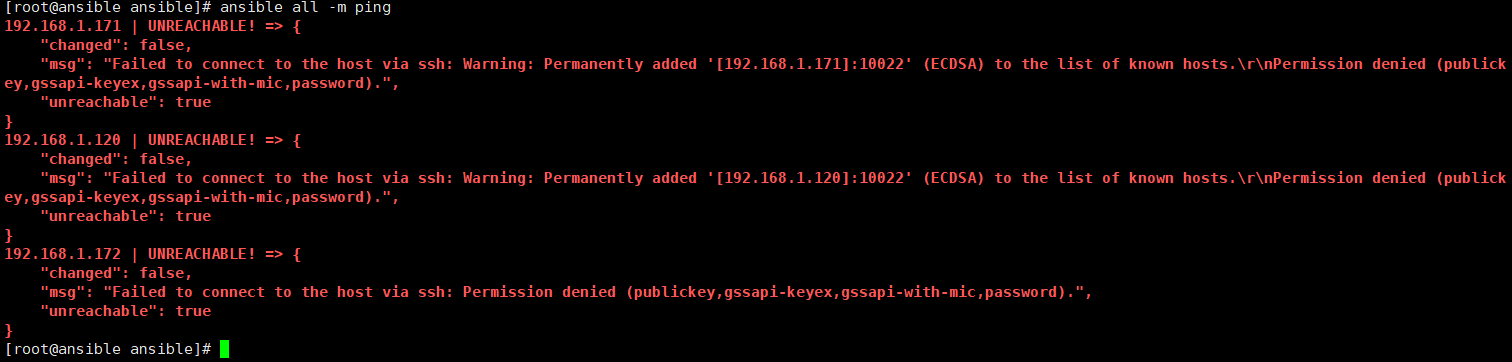 [root@ansible ansible]# ansible all -m ping
192.168.1.171 | UNREACHABLE! => {
    "changed": false,
    "msg": "Failed to connect to the host via ssh: Warning: Permanently added '[192.168.1.171]:10022' (ECDSA) to the list of known hosts.\r\nPermission denied (publick
ey,gssapi-keyex,gssapi-with-mic,password).",
    "unreachable": true
}
192.168.1.120 | UNREACHABLE! => {
    "changed": false,
    "msg": "Failed to connect to the host via ssh: Warning: Permanently added '[192.168.1.120]:10022' (ECDSA) to the list of known hosts.\r\nPermission denied (publick
ey,gssapi-keyex,gssapi-with-mic,password).",
    "unreachable": true
}
192.168.1.172 | UNREACHABLE! => {
    "changed": false,
    "msg": "Failed to connect to the host via ssh: Permission denied (publickey,gssapi-keyex,gssapi-with-mic,password).",
    "unreachable": true
}
[root@ansible ansible]#